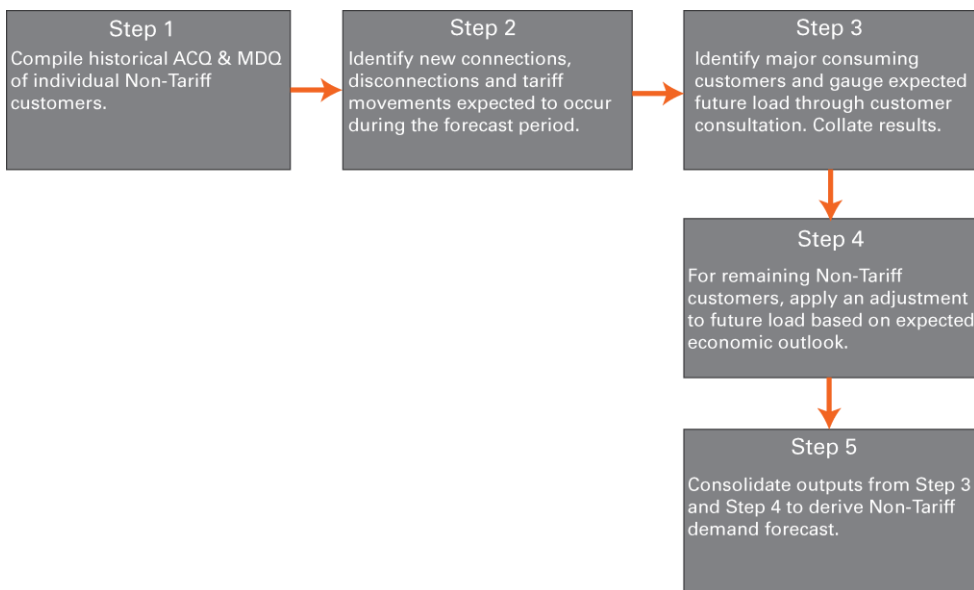 Step 1
Compile historical ACQ & MDQ
of individual Non-Tariff
customers.
Step 2
Identify new connections,
disconnections and tariff
movements expected to occur
during the forecast period.
Step 3
Identify major consuming
customers and gauge expected
future load through customer
consultation. Collate results.
Step 4
For remaining Non-Tariff
customers, apply an adjustment
to future load based on expected
economic outlook.
Step 5
Consolidate outputs from Step 3
and Step 4 to derive Non-Tariff
demand forecast.